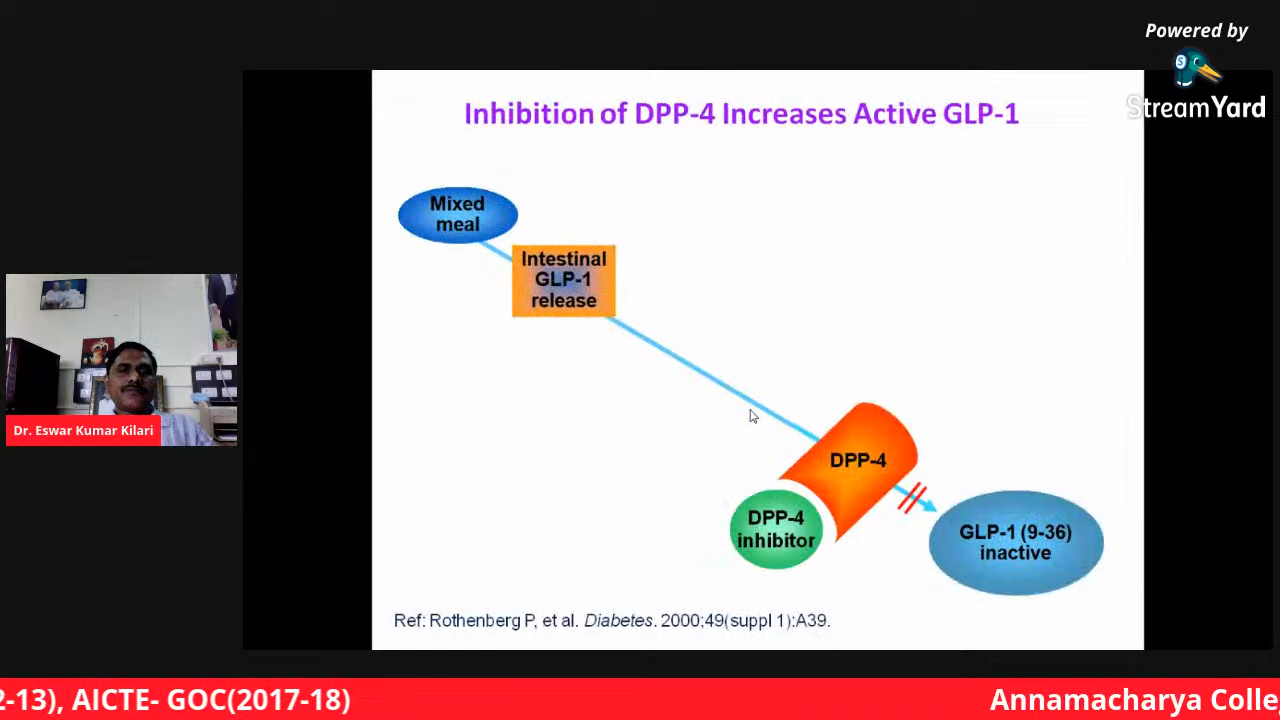 Powered by
StreamYard
Inhibition of DPP-4 Increases Active GLP-1
Mixed
meal
Intestinal
GLP-1
release
DPP-4
DPP-4
inhibitor
GLP-1 (9-36)
inactive
Ref: Rothenberg P, et al. Diabetes. 2000;49(suppl 1):A39.
Dr. Eswar Kumar Kilari
2-13), AICTE- GOC(2017-18)
Annamacharya Colle